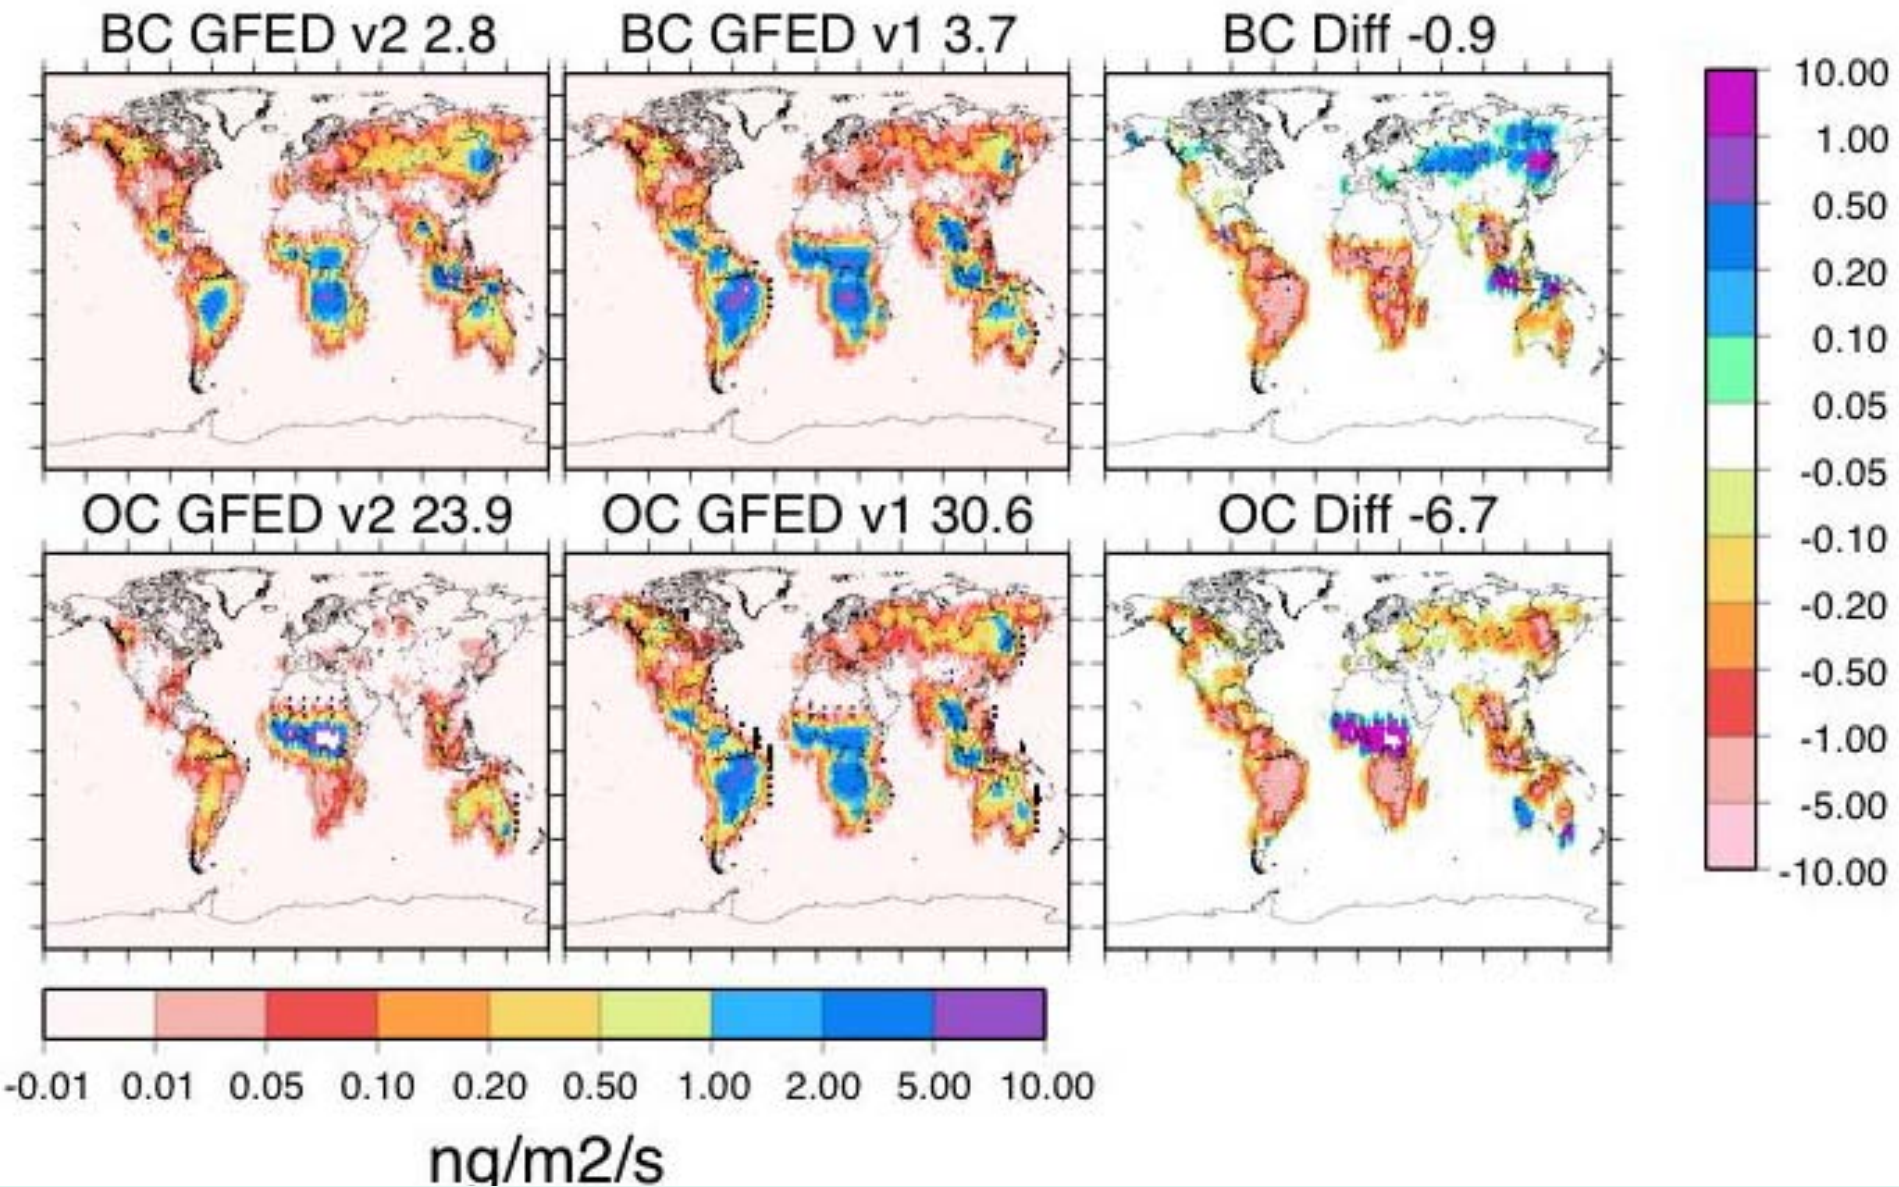 BC GFED v2 2.8
BC GFED v1 3.7
BC Diff -0.9
10.00
1.00
0.50
0.20
0.10
0.05
-0.05
-0.10
-0.20
-0.50
-1.00
-5.00
-10.00
OC GFED v2 23.9
OC GFED v1 30.6
OC Diff -6.7
-0.01 0.01 0.05 0.10 0.20 0.50 1.00 2.00 5.00 10.00
ng/m2/s